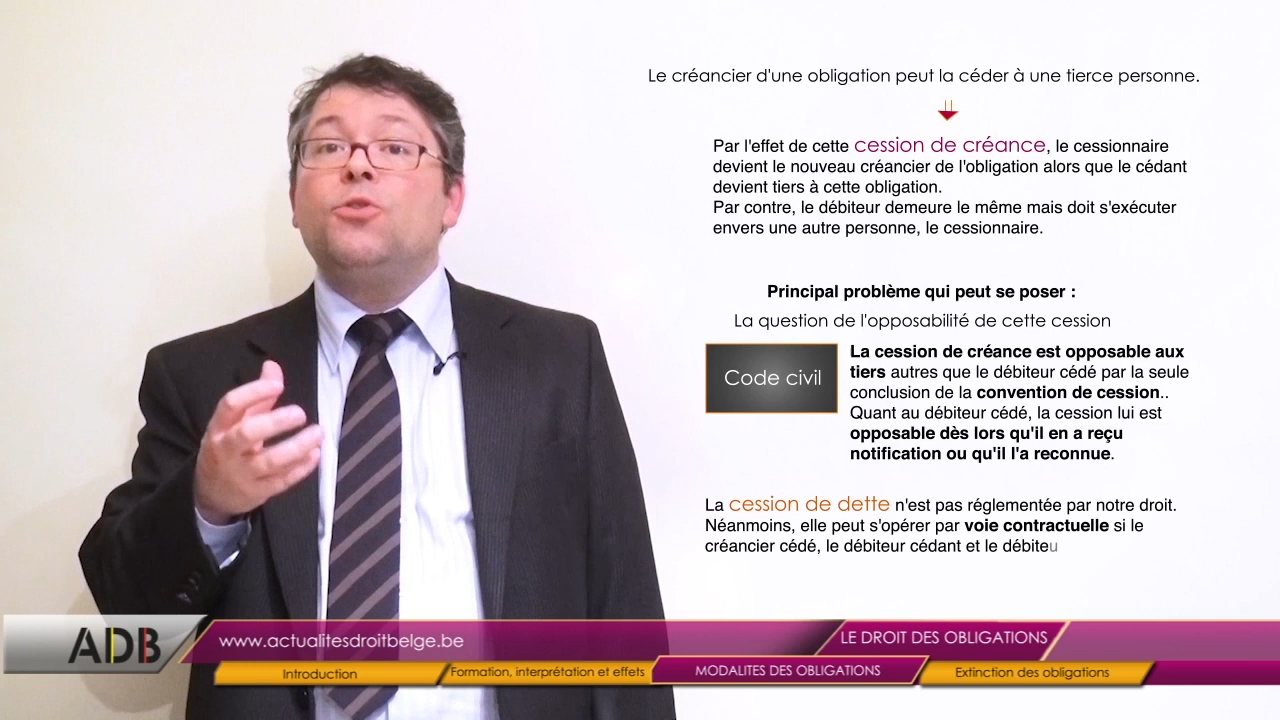 Le créancier d'une obligation peut la céder à une tierce personne.
Par l'effet de cette cession de créance, le cessionnaire
devient le nouveau créancier de l'obligation alors que le cédant
devient tiers à cette obligation.
Par contre, le débiteur demeure le même mais doit s'exécuter
envers une autre personne, le cessionnaire.
Principal problème qui peut se poser :
La question de l'opposabilité de cette cession
Code civil
La cession de créance est opposable aux
tiers autres que le débiteur cédé par la seule
conclusion de la convention de cession..
Quant au débiteur cédé, la cession lui est
opposable dès lors qu'il en a reçu
notification ou qu'il l'a reconnue.
La cession de dette n'est pas réglementée par notre droit.
Néanmoins, elle peut s'opérer par voie contractuelle si le
créancier cédé, le débiteur cédant et le débiteu
ADB
www.actualitesdroitbelge.be
LE DROIT DES OBLIGATIONS
Introduction
Formation, interprétation et effets
MODALITES DES OBLIGATIONS
Extinction des obligations